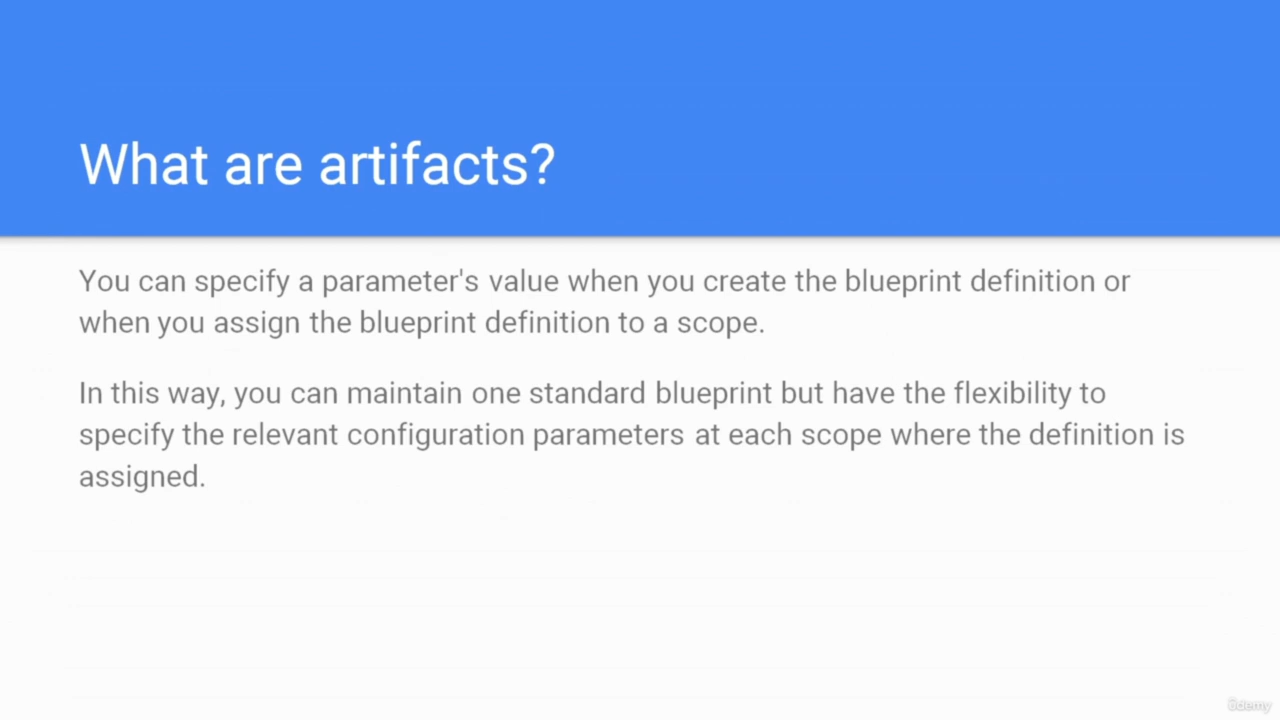 What are artifacts?
You can specify a parameter's value when you create the blueprint definition or
when you assign the blueprint definition to a scope.
In this way, you can maintain one standard blueprint but have the flexibility to
specify the relevant configuration parameters at each scope where the definition is
assigned.
ûdemy